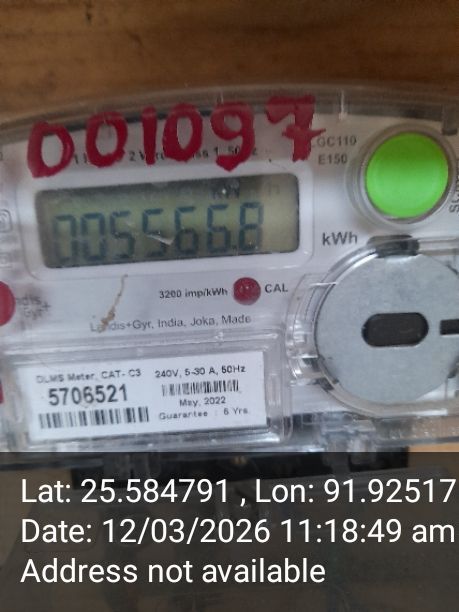 001097
LGC110
E150
005566.8
kWh
3200 imp/kWh CAL
Landis+Gyr, India, Joka, Made
DLMS Meter, CAT- C3 240V, 5-30 A, 50Hz
5706521
May, 2022
Guarantee : 6 Yrs.
Lat: 25.584791 , Lon: 91.92517
Date: 12/03/2026 11:18:49 am
Address not available